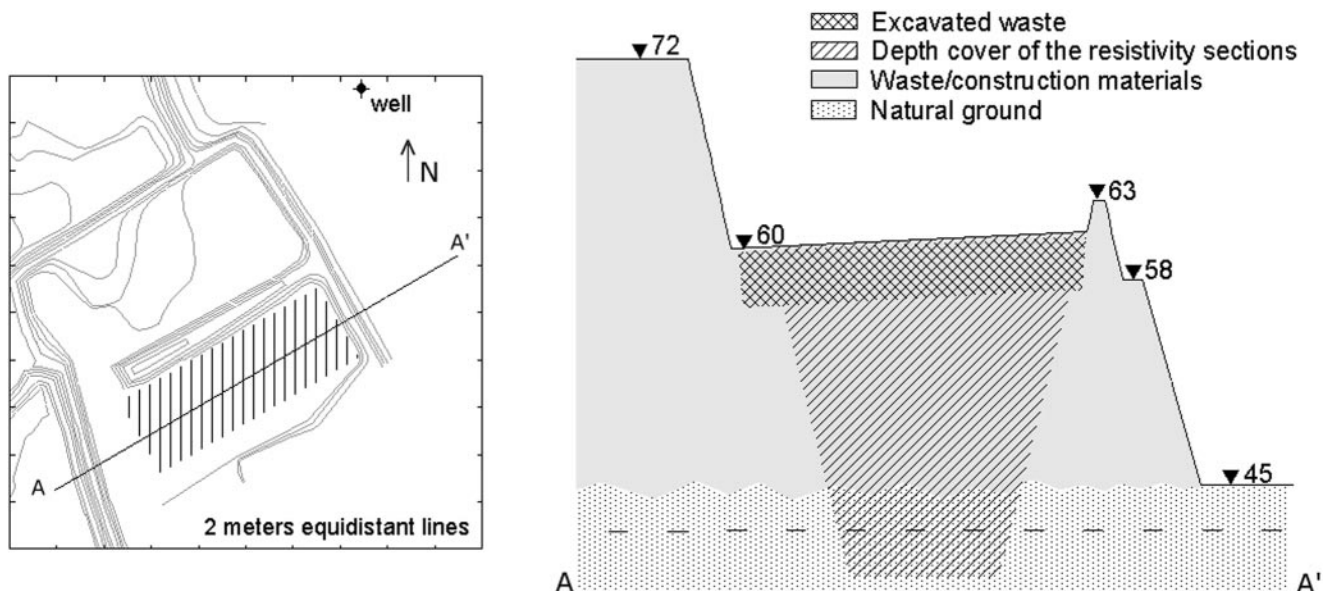 well
N
A'
A
2 meters equidistant lines
Excavated waste
Depth cover of the resistivity sections
Waste/construction materials
Natural ground
72
63
60
58
45
A
A'